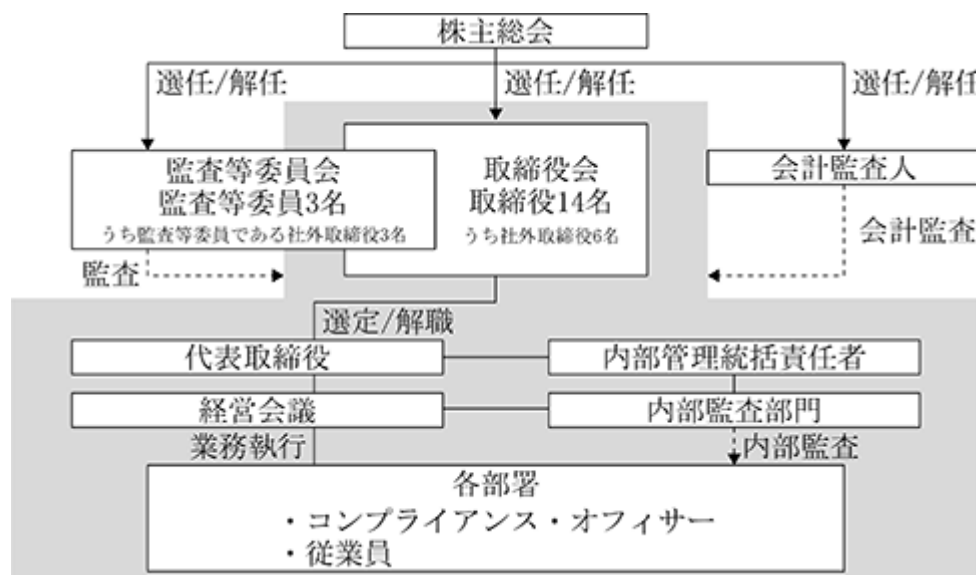 株主総会
選任/解任
選任/解任
選任/解任
監査等委員会
監査等委員3名
うち監査等委員である社外取締役3名
取締役会
取締役14名
うち社外取締役6名
会計監査人
監査
会計監査
選定/解職
代表取締役
内部管理統括責任者
経営会議
内部監査部門
業務執行
内部監査
各部署
・コンプライアンス・オフィサー
・従業員